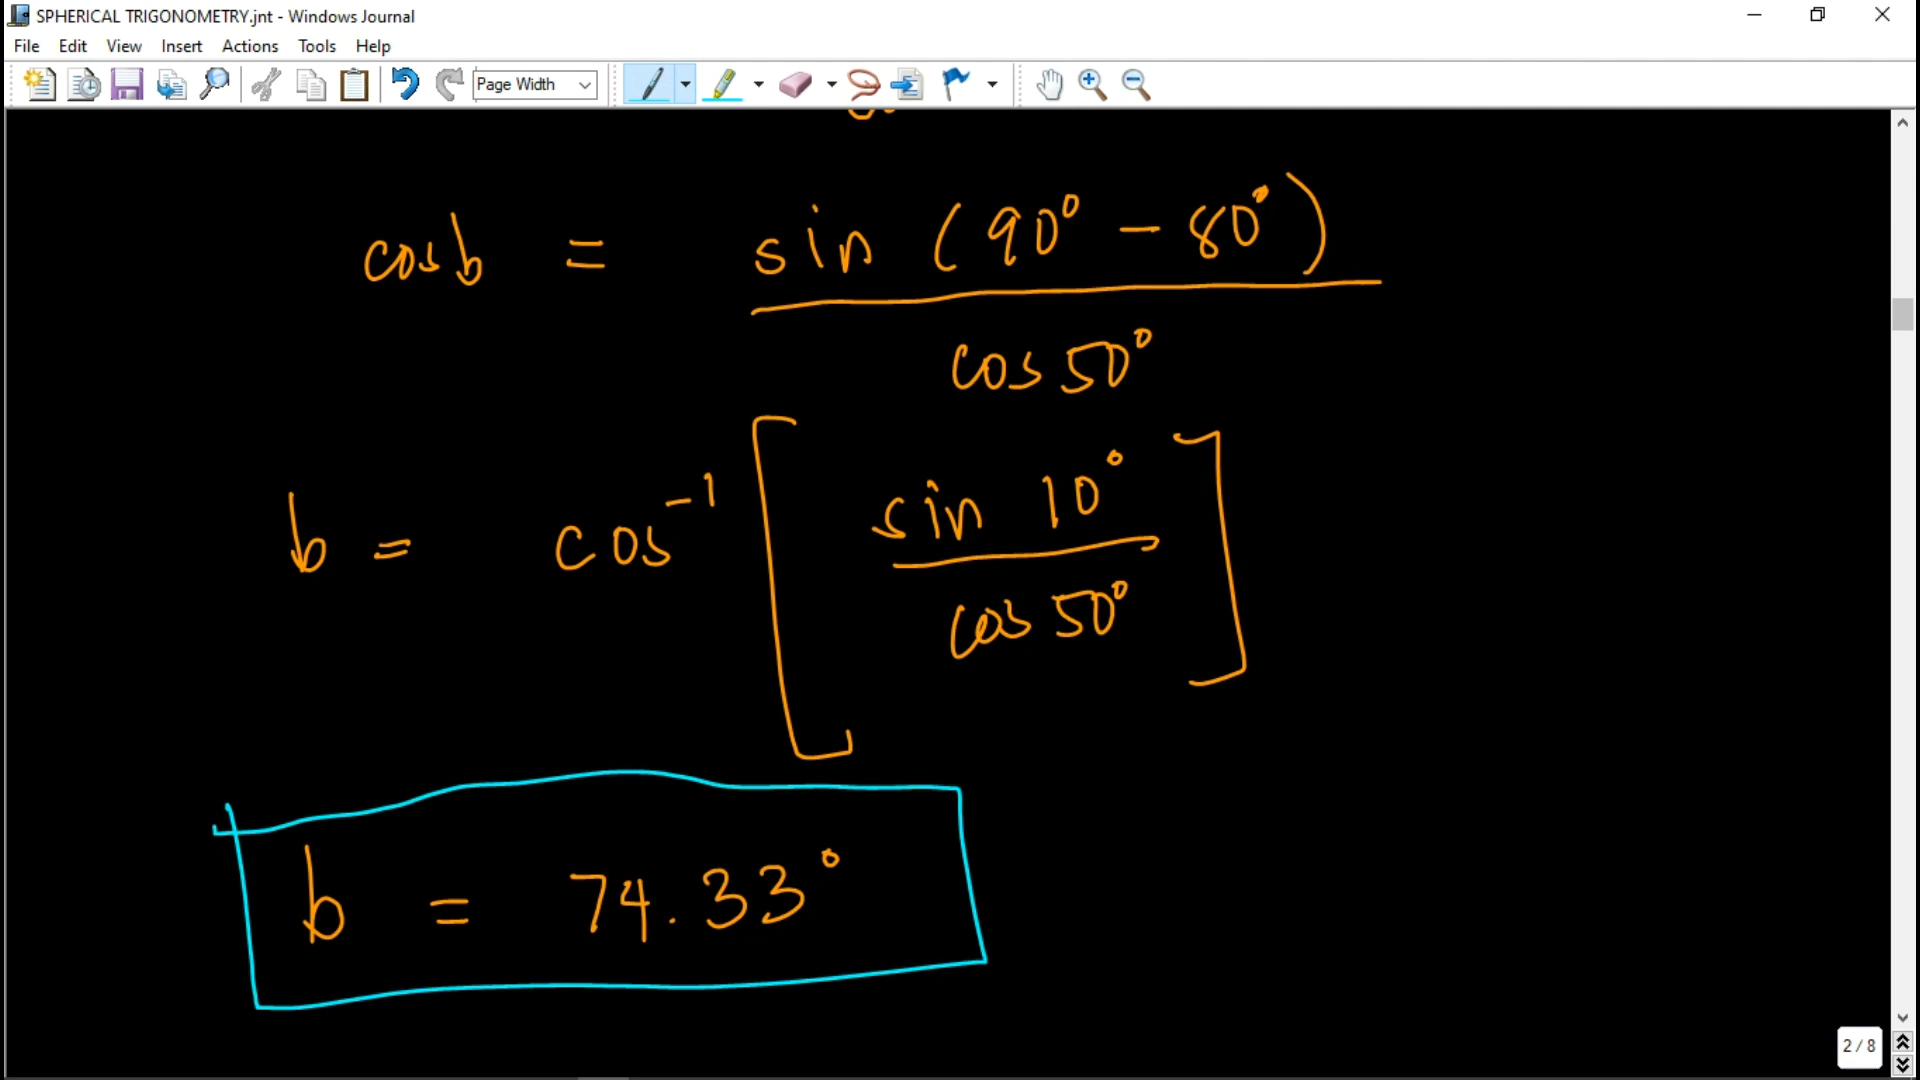 SPHERICAL TRIGONOMETRY.jnt - Windows Journal
File Edit View Insert Actions Tools Help
Page Width
cos b = sin (90° - 80°)
cos 50°
b = cos⁻¹ [ sin 10° ]
cos 50°
b = 74.33°
2 / 8